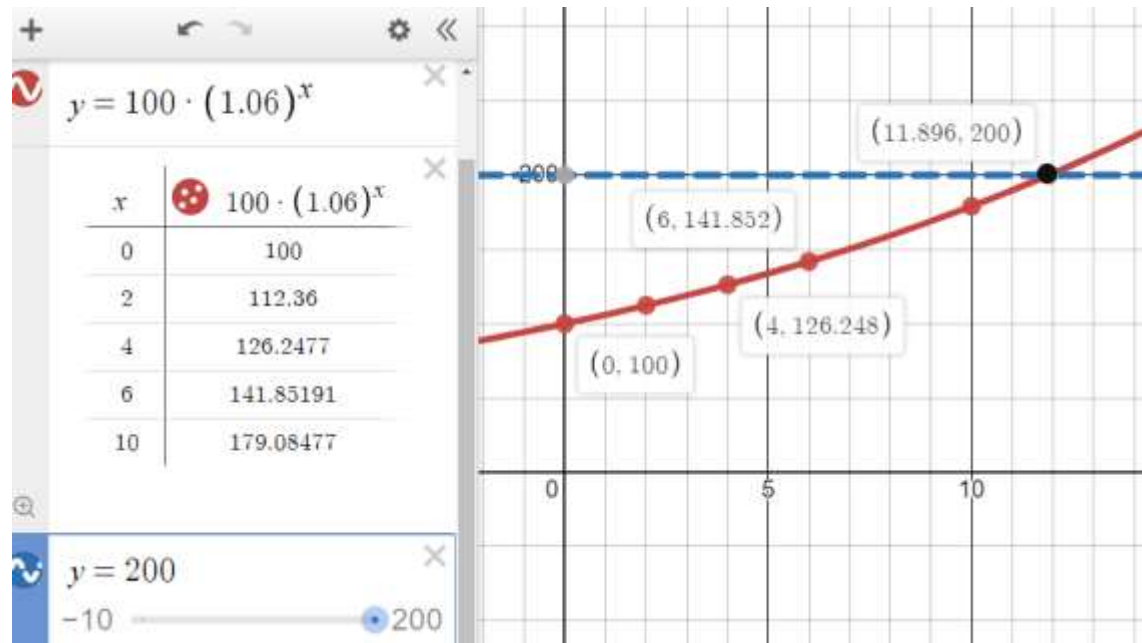 y = 100 · (1.06)^x
x 100 · (1.06)^x
0 100
2 112.36
4 126.2477
6 141.85191
10 179.08477
y = 200
−10 200
(11.896, 200)
200
(6, 141.852)
(4, 126.248)
(0, 100)
0 5 10